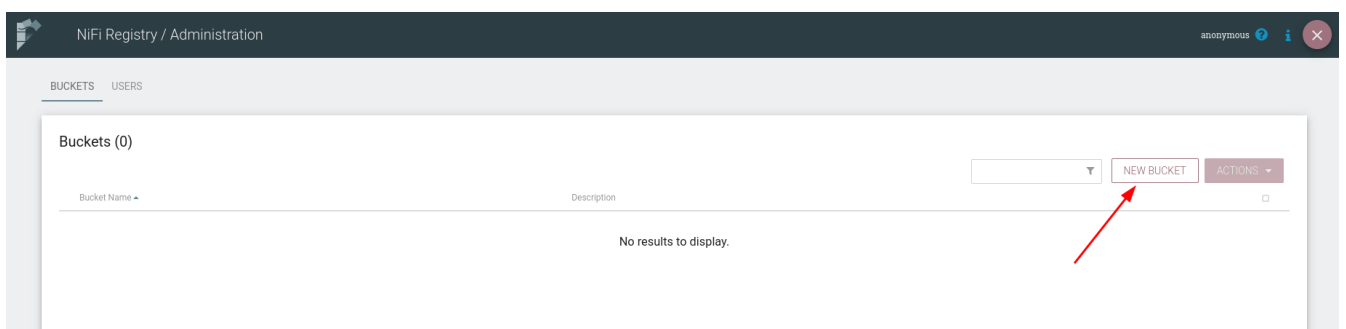 NiFi Registry / Administration
anonymous
BUCKETS USERS
Buckets (0)
NEW BUCKET ACTIONS
Bucket Name Description
No results to display.